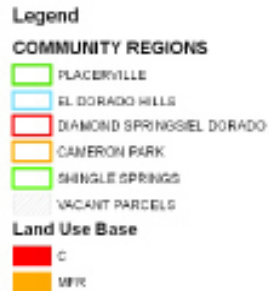 Legend
COMMUNITY REGIONS
PLACERVILLE
EL DORADO HILLS
DIAMOND SPRINGS/EL DORADO
CAMERON PARK
SHINGLE SPRINGS
VACANT PARCELS
Land Use Base
C
MFR